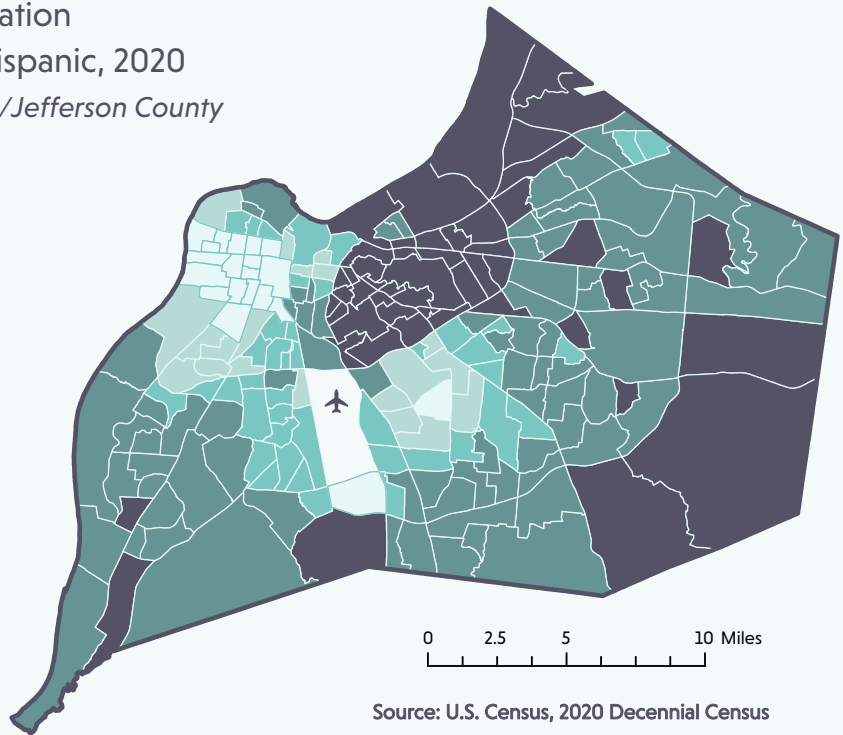 ation
ispanic, 2020
/Jefferson County
0 2.5 5 10 Miles
Source: U.S. Census, 2020 Decennial Census